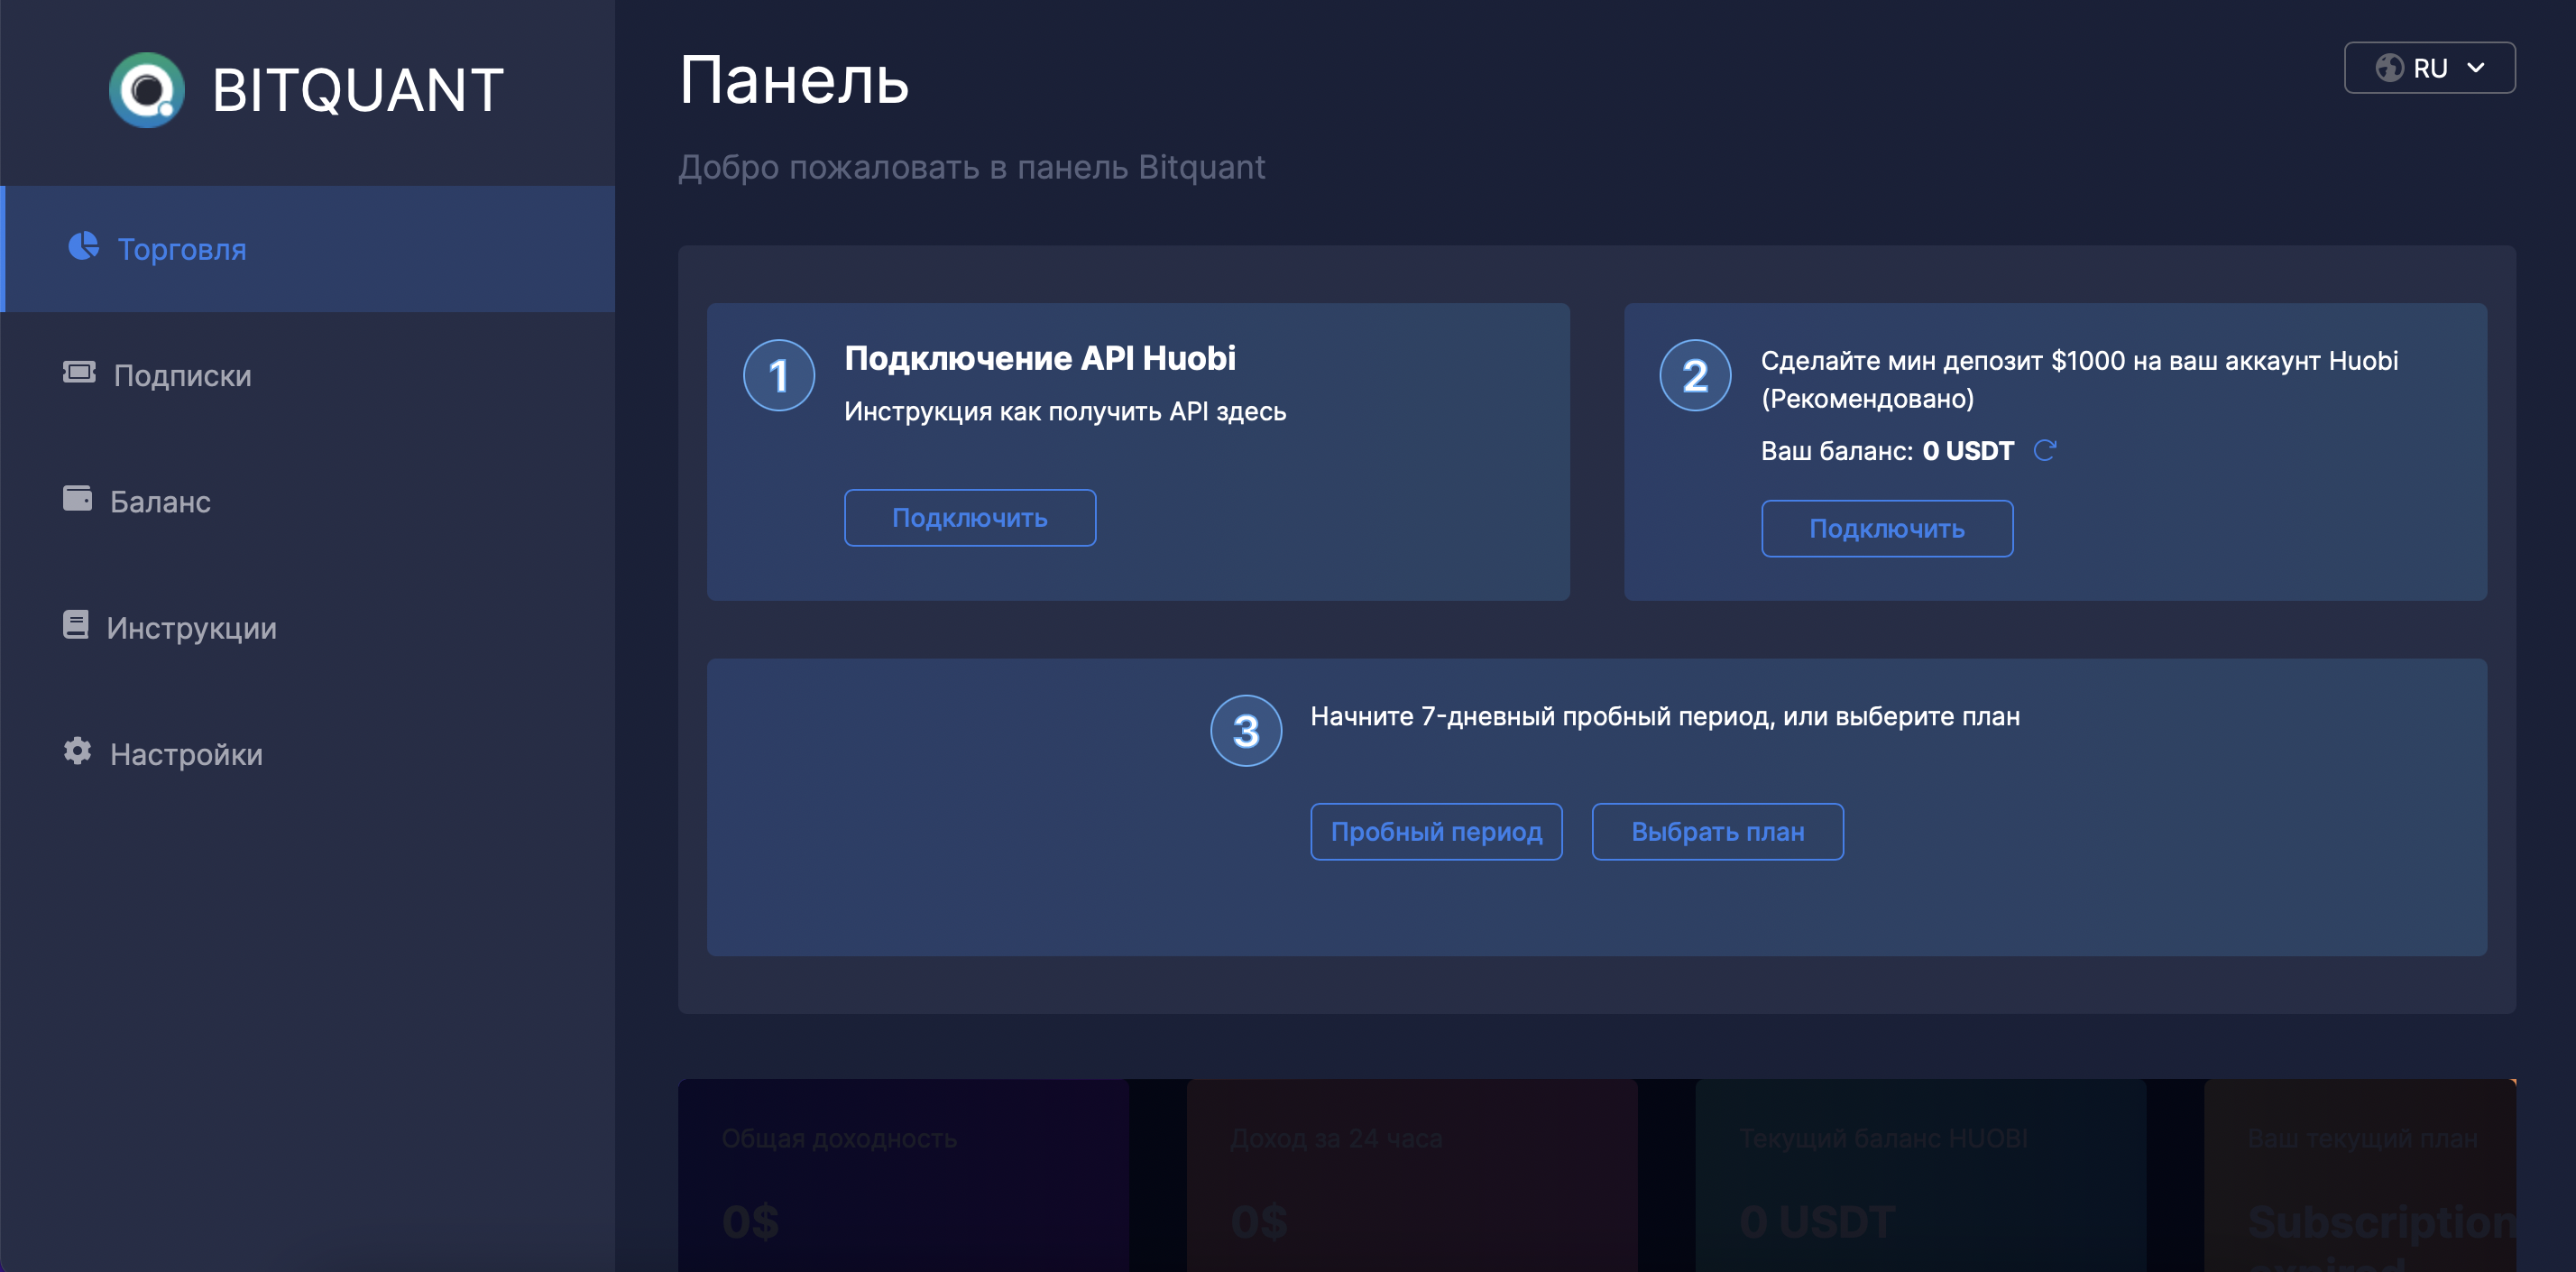 BITQUANT
Торговля
Подписки
Баланс
Инструкции
Настройки
Панель
RU
Добро пожаловать в панель Bitquant
1
Подключение API Huobi
Инструкция как получить API здесь
Подключить
2
Сделайте мин депозит $1000 на ваш аккаунт Huobi
(Рекомендовано)
Ваш баланс: 0 USDT
Подключить
3
Начните 7-дневный пробный период, или выберите план
Пробный период
Выбрать план
Общая доходность
0$
Доход за 24 часа
0$
Текущий баланс HUOBI
0 USDT
Ваш текущий план
Subscription
expired